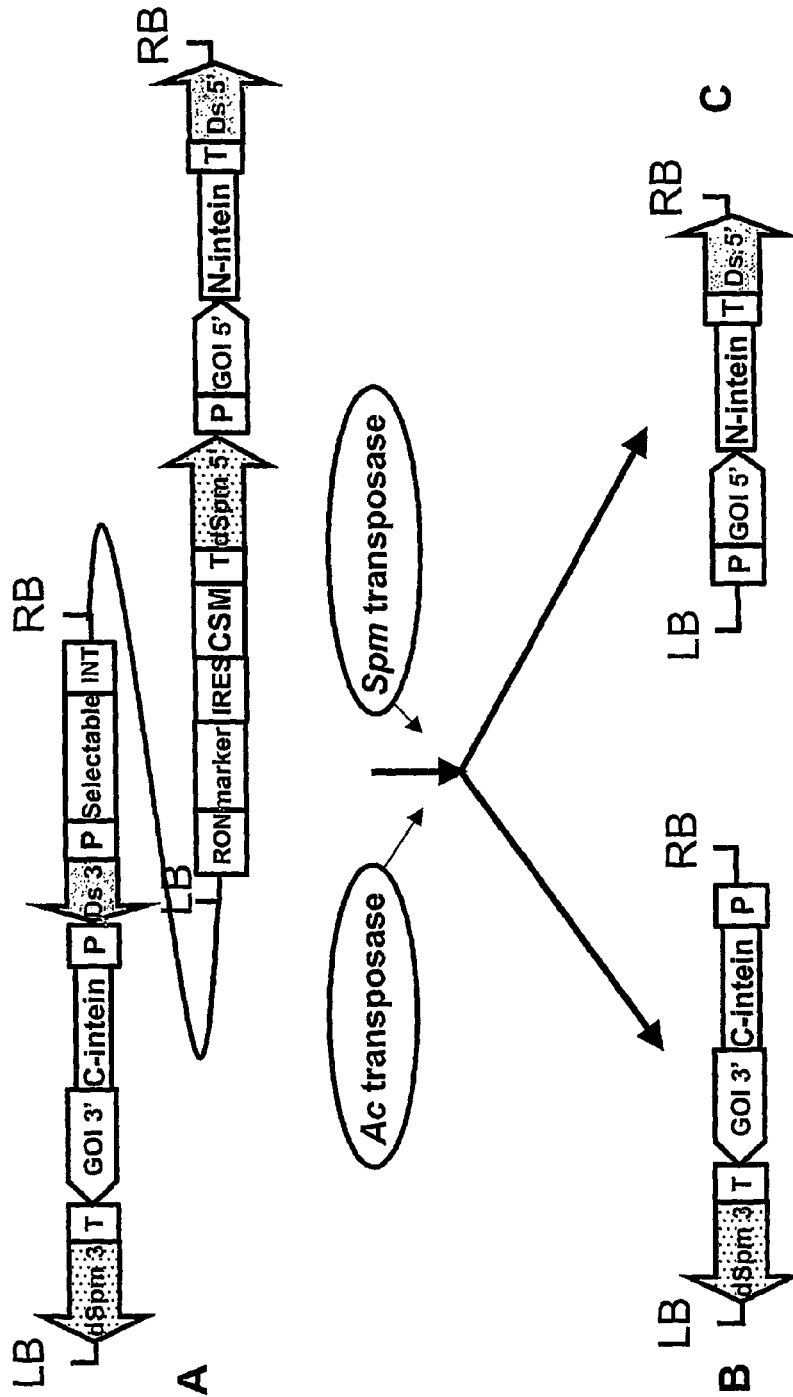 LB dSpm 3 T GOI 3' C-intein P Ds 3 P Selectable INT RB
LB RON marker IRES CSM T dSpm 5' P GOI 5' N-intein T Ds 5' RB
A
Ac transposase
Spm transposase
LB dSpm 3 T GOI 3' C-intein P RB
B
LB P GOI 5' N-intein T Ds 5' RB
C